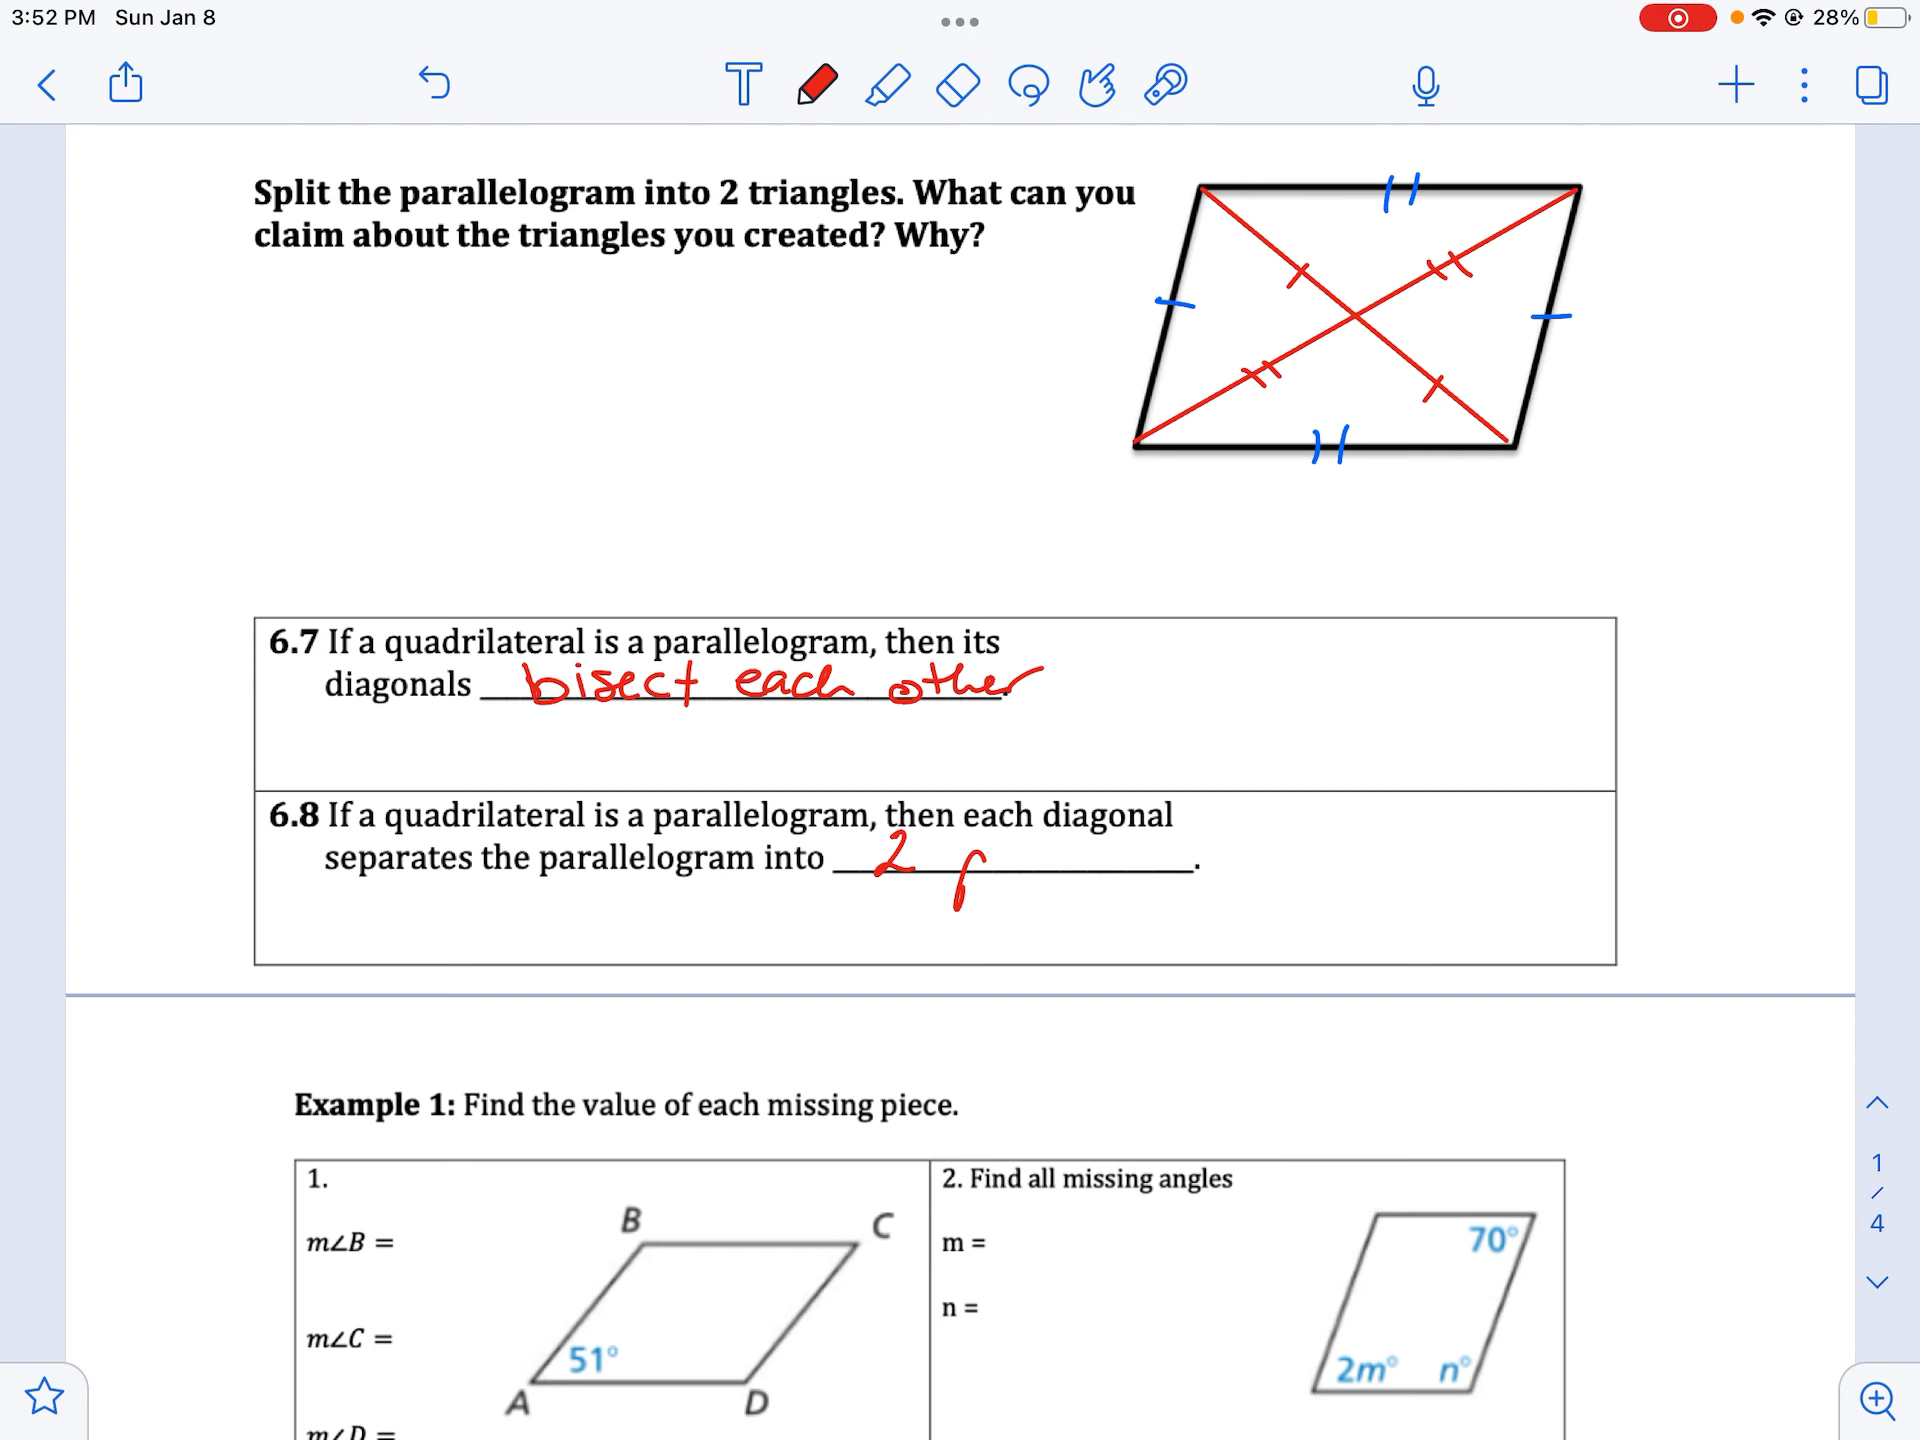 3:52 PM Sun Jan 8
28%
T
Split the parallelogram into 2 triangles. What can you
claim about the triangles you created? Why?
6.7 If a quadrilateral is a parallelogram, then its
diagonals bisect each other.
6.8 If a quadrilateral is a parallelogram, then each diagonal
separates the parallelogram into 2 .
Example 1: Find the value of each missing piece.
1.
B
C
m∠B =
m∠C =
51°
A
D
m∠D =
2. Find all missing angles
70°
m =
n =
2m° n°
1
/
4